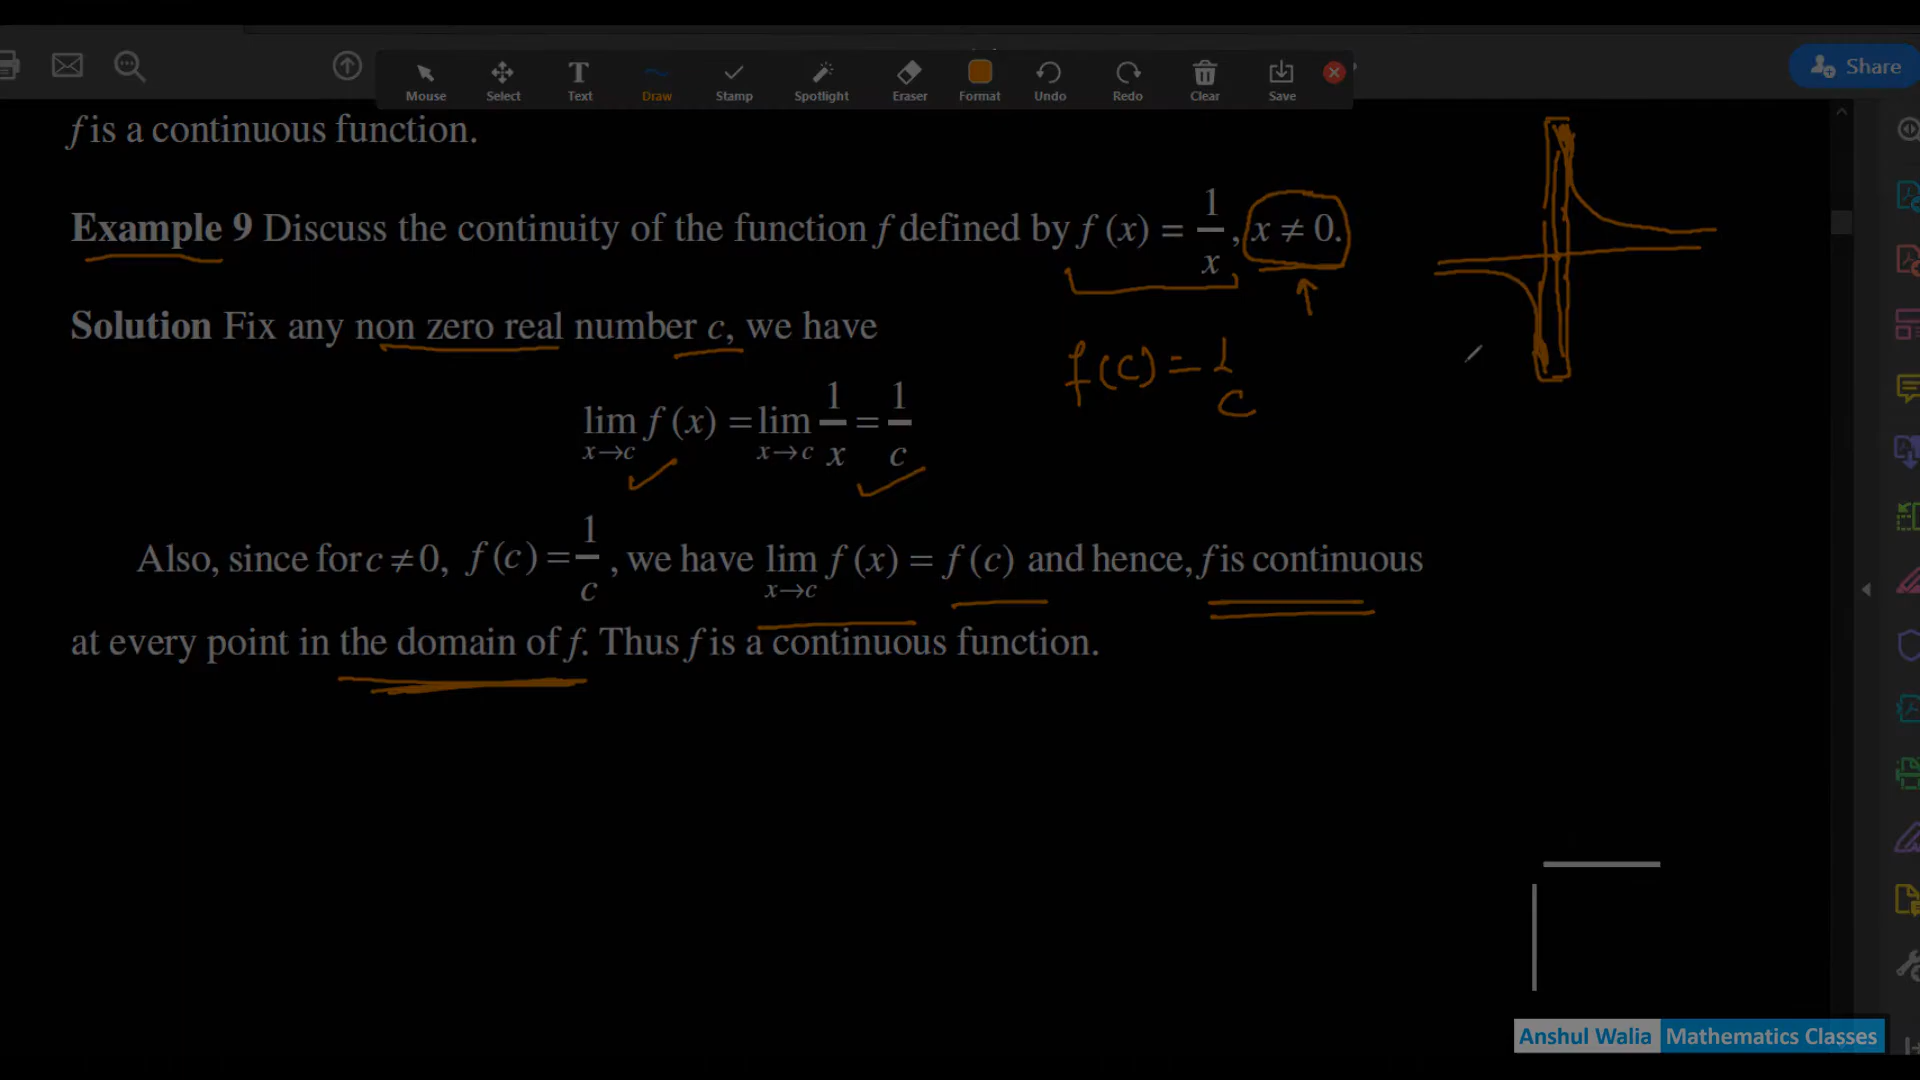 Share
Mouse Select Text Draw Stamp Spotlight Eraser Format Undo Redo Clear Save
f is a continuous function.
Example 9 Discuss the continuity of the function f defined by f (x) = 1/x, x ≠ 0.
Solution Fix any non zero real number c, we have
f(c) = 1/c
lim x→c f (x) = lim x→c 1/x = 1/c
Also, since for c ≠ 0, f (c) = 1/c, we have lim x→c f (x) = f (c) and hence, f is continuous
at every point in the domain of f. Thus f is a continuous function.
Anshul Walia Mathematics Classes